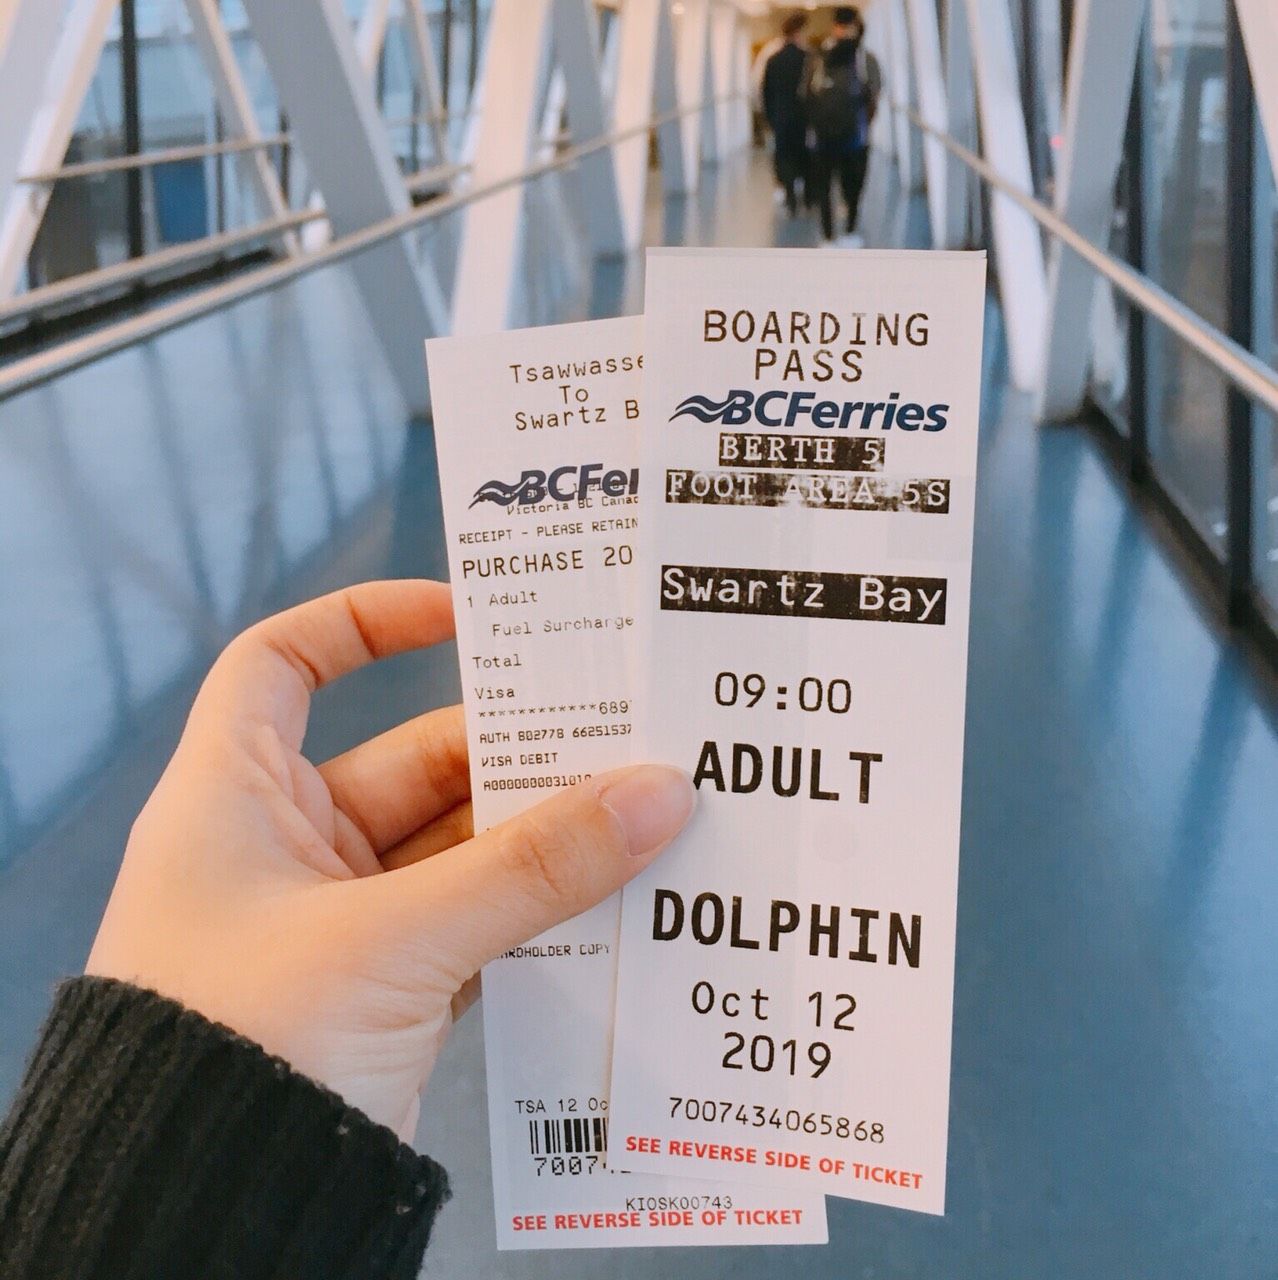 Tsawwasse
To
Swartz B
BCFer
Victoria BC Canad
RECEIPT - PLEASE RETAIN
PURCHASE 20
1 Adult
Fuel Surcharge
Total
Visa
************689
AUTH 802778 66251537
VISA DEBIT
A0000000031010
ARDHOLDER COPY
TSA 12 Oc
7007
KIOSK00743
SEE REVERSE SIDE OF TICKET
BOARDING
PASS
BCFerries
BERTH 5
FOOT AREA 5S
Swartz Bay
09:00
ADULT
DOLPHIN
Oct 12
2019
7007434065868
SEE REVERSE SIDE OF TICKET